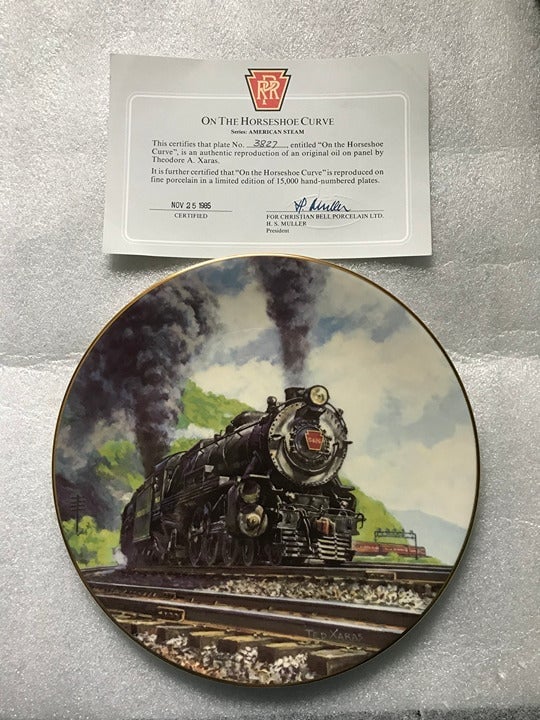 PRR
ON THE HORSESHOE CURVE
Series: AMERICAN STEAM
This certifies that plate No. 3827, entitled "On the Horseshoe
Curve", is an authentic reproduction of an original oil on panel by
Theodore A. Xaras.
It is further certified that "On the Horseshoe Curve" is reproduced on
fine porcelain in a limited edition of 15,000 hand-numbered plates.
NOV 25 1985
CERTIFIED
HS Muller
FOR CHRISTIAN BELL PORCELAIN LTD.
H. S. MULLER
President
TED XARAS